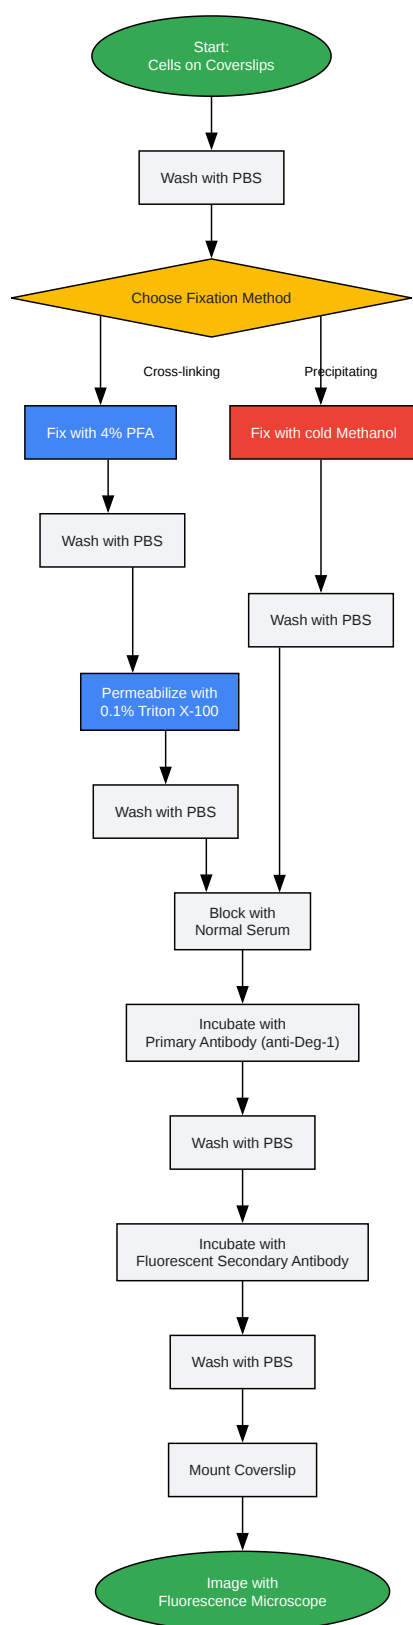 Start:
Cells on Coverslips
Wash with PBS
Choose Fixation Method
Cross-linking
Precipitating
Fix with 4% PFA
Fix with cold Methanol
Wash with PBS
Wash with PBS
Permeabilize with
0.1% Triton X-100
Wash with PBS
Block with
Normal Serum
Incubate with
Primary Antibody (anti-Deg-1)
Wash with PBS
Incubate with
Fluorescent Secondary Antibody
Wash with PBS
Mount Coverslip
Image with
Fluorescence Microscope